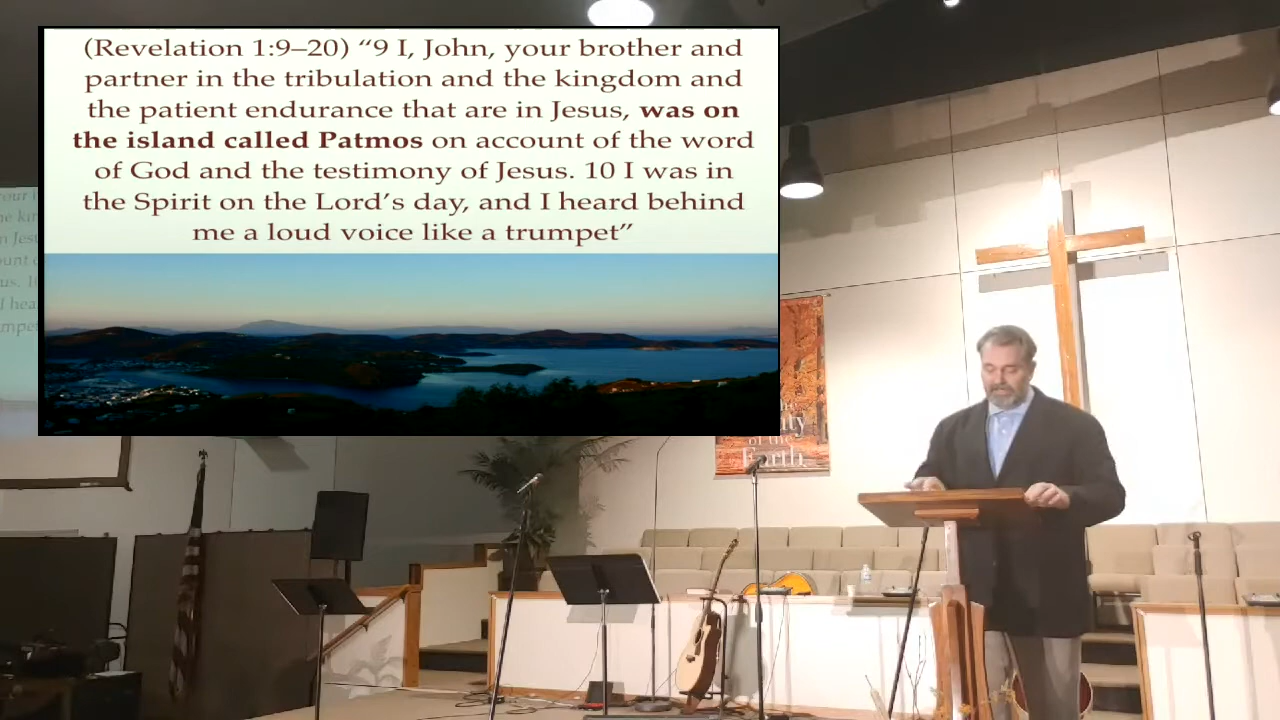 (Revelation 1:9–20) “9 I, John, your brother and
partner in the tribulation and the kingdom and
the patient endurance that are in Jesus, was on
the island called Patmos on account of the word
of God and the testimony of Jesus. 10 I was in
the Spirit on the Lord’s day, and I heard behind
me a loud voice like a trumpet”
of the
Earth